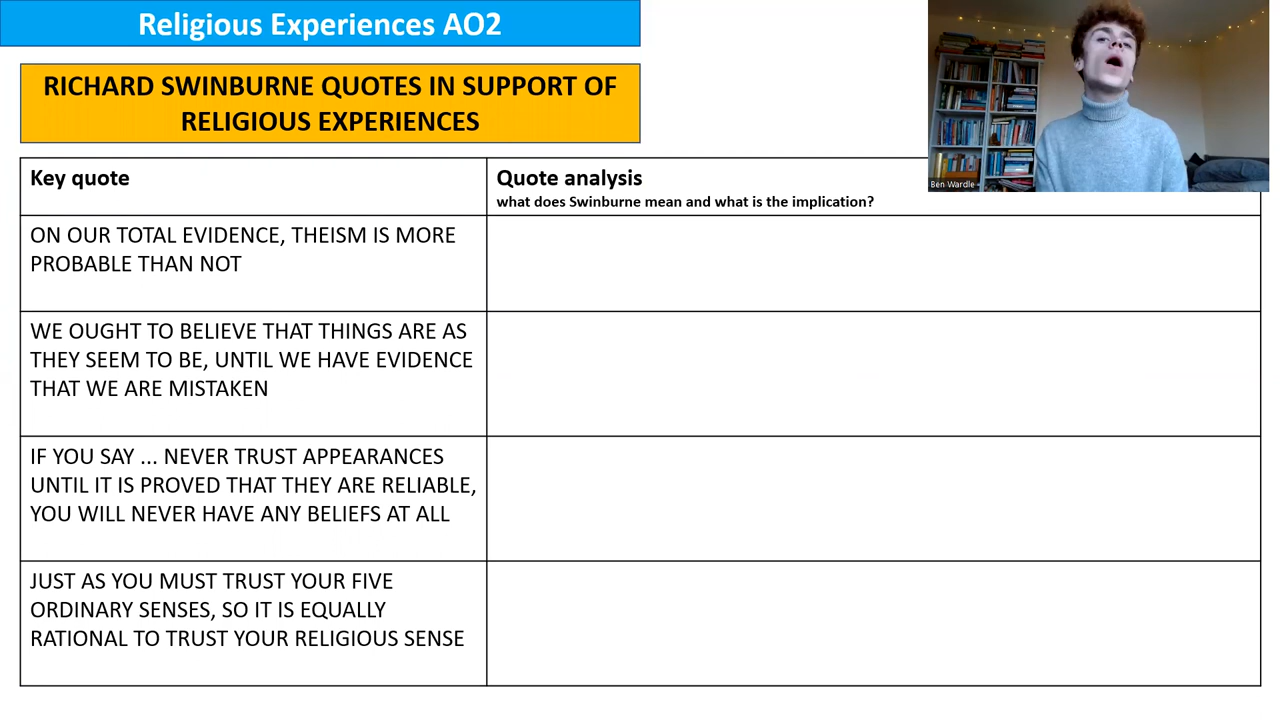 Religious Experiences AO2
RICHARD SWINBURNE QUOTES IN SUPPORT OF
RELIGIOUS EXPERIENCES
Key quote
Quote analysis
what does Swinburne mean and what is the implication?
ON OUR TOTAL EVIDENCE, THEISM IS MORE
PROBABLE THAN NOT
WE OUGHT TO BELIEVE THAT THINGS ARE AS
THEY SEEM TO BE, UNTIL WE HAVE EVIDENCE
THAT WE ARE MISTAKEN
IF YOU SAY ... NEVER TRUST APPEARANCES
UNTIL IT IS PROVED THAT THEY ARE RELIABLE,
YOU WILL NEVER HAVE ANY BELIEFS AT ALL
JUST AS YOU MUST TRUST YOUR FIVE
ORDINARY SENSES, SO IT IS EQUALLY
RATIONAL TO TRUST YOUR RELIGIOUS SENSE
Ben Wardle